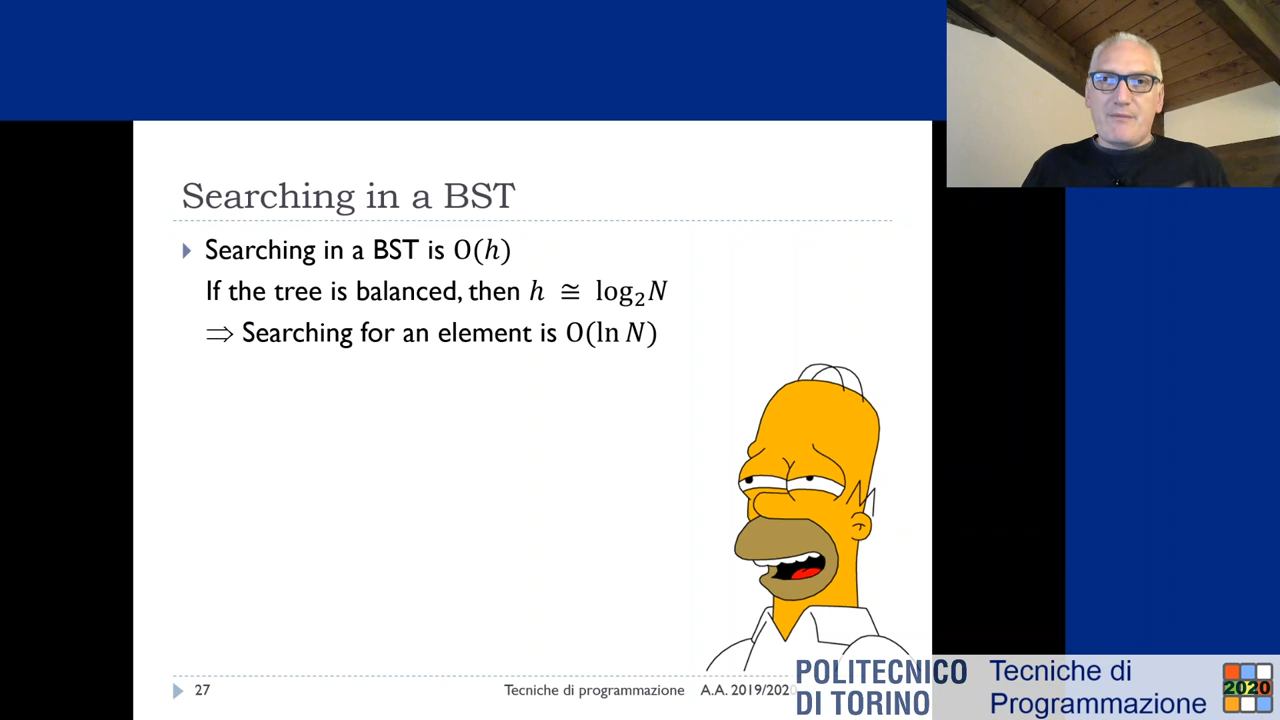 Searching in a BST
Searching in a BST is O(h)
If the tree is balanced, then h ≅ log₂N
⇒ Searching for an element is O(ln N)
27
Tecniche di programmazione A.A. 2019/2020
POLITECNICO
DI TORINO
Tecniche di
Programmazione
2020